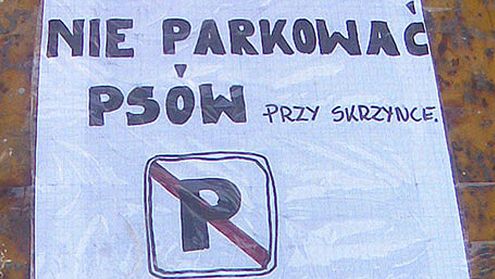 NIE PARKOWAĆ
PSÓW PRZY SKRZYNCE.
P